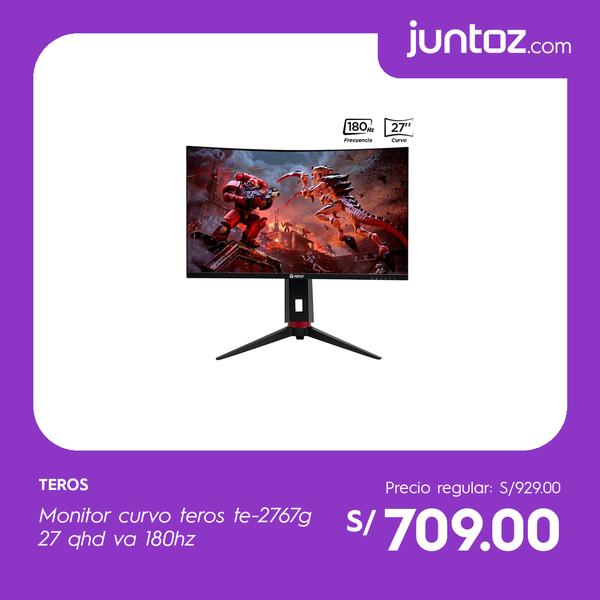 juntoz.com
180Hz
Frecuencia
27''
Curvo
TEROS
Monitor curvo teros te-2767g
27 qhd va 180hz
Precio regular: S/929.00
S/709.00